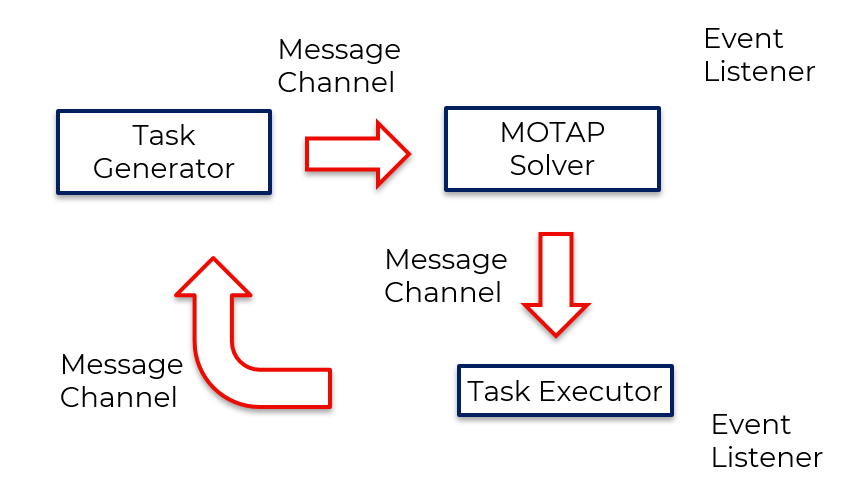 Message
Channel
Event
Listener
Task
Generator
MOTAP
Solver
Message
Channel
Message
Channel
Task Executor
Event
Listener